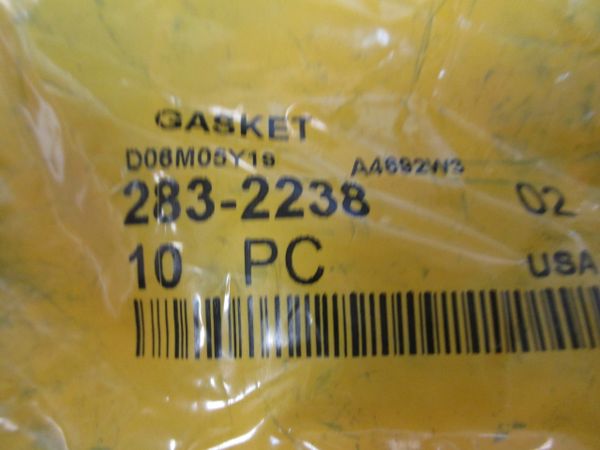 GASKET
D06M05Y19 A4692W3
283-2238 02
10 PC USA